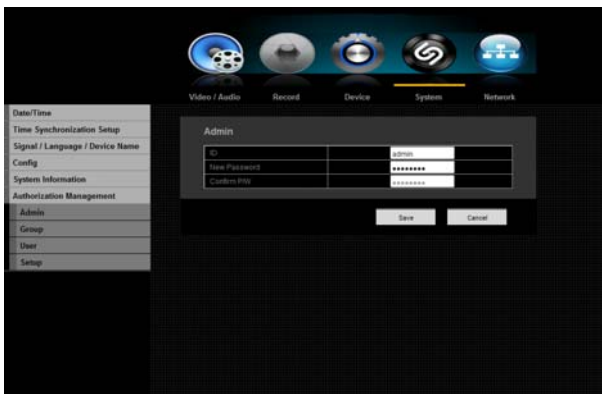 Video / Audio
Record
Device
System
Network
Date/Time
Time Synchronization Setup
Signal / Language / Device Name
Config
System Information
Authorization Management
Admin
Group
User
Setup
Admin
ID
admin
New Password
••••••••
Confirm P/W
••••••••
Save
Cancel